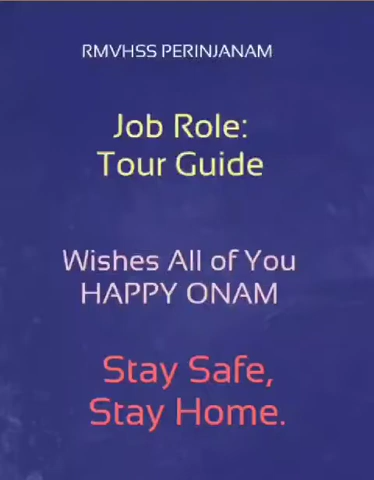 RMVHSS PERINJANAM
Job Role:
Tour Guide
Wishes All of You
HAPPY ONAM
Stay Safe,
Stay Home.